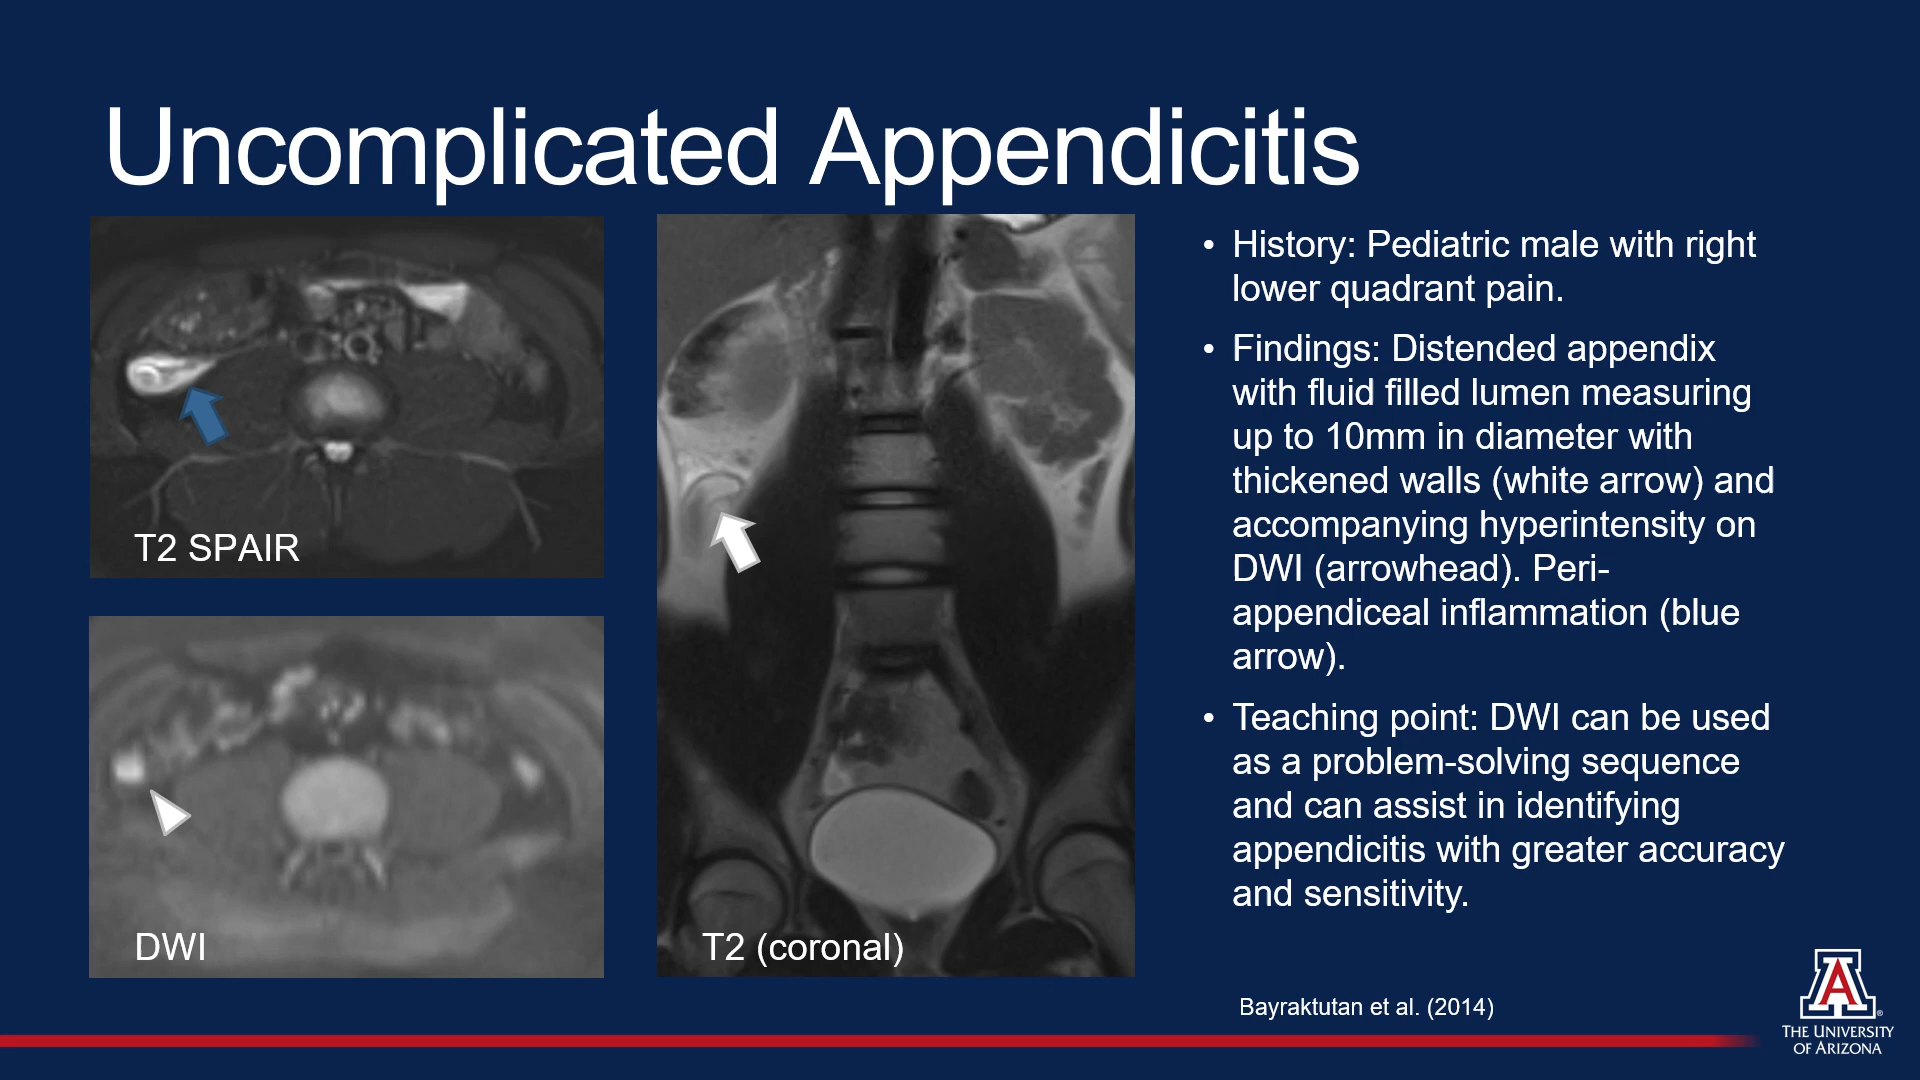 Uncomplicated Appendicitis
T2 SPAIR
DWI
T2 (coronal)
• History: Pediatric male with right
lower quadrant pain.
• Findings: Distended appendix
with fluid filled lumen measuring
up to 10mm in diameter with
thickened walls (white arrow) and
accompanying hyperintensity on
DWI (arrowhead). Peri-
appendiceal inflammation (blue
arrow).
• Teaching point: DWI can be used
as a problem-solving sequence
and can assist in identifying
appendicitis with greater accuracy
and sensitivity.
Bayraktutan et al. (2014)
A®
THE UNIVERSITY
OF ARIZONA